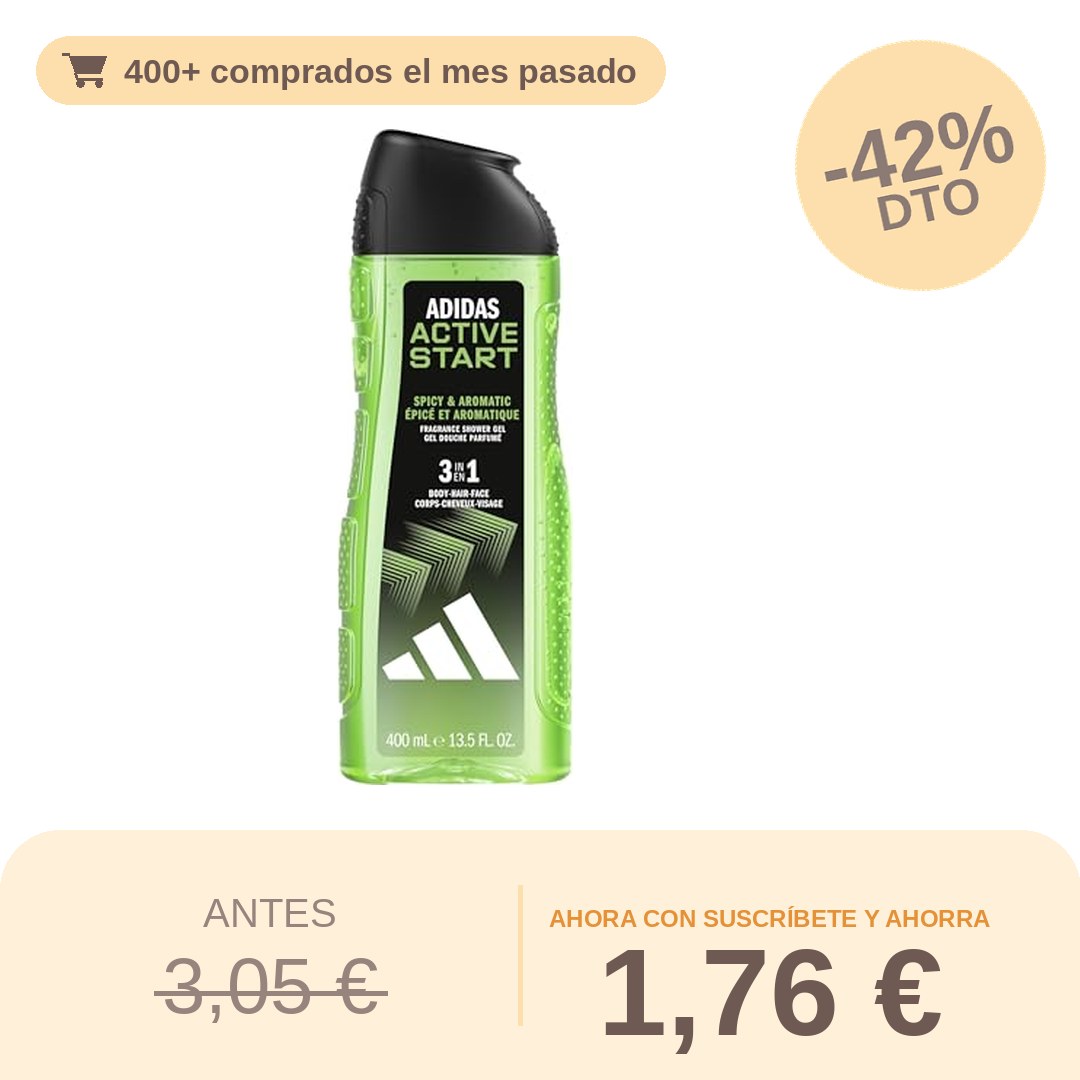 400+ comprados el mes pasado
-42%
DTO
ADIDAS
ACTIVE
START
SPICY & AROMATIC
ÉPICÉ ET AROMATIQUE
FRAGRANCE SHOWER GEL
GEL DOUCHE PARFUMÉ
3 IN EN 1
BODY-HAIR-FACE
CORPS-CHEVEUX-VISAGE
400 mL e 13.5 FL. OZ.
ANTES
3,05 €
AHORA CON SUSCRÍBETE Y AHORRA
1,76 €